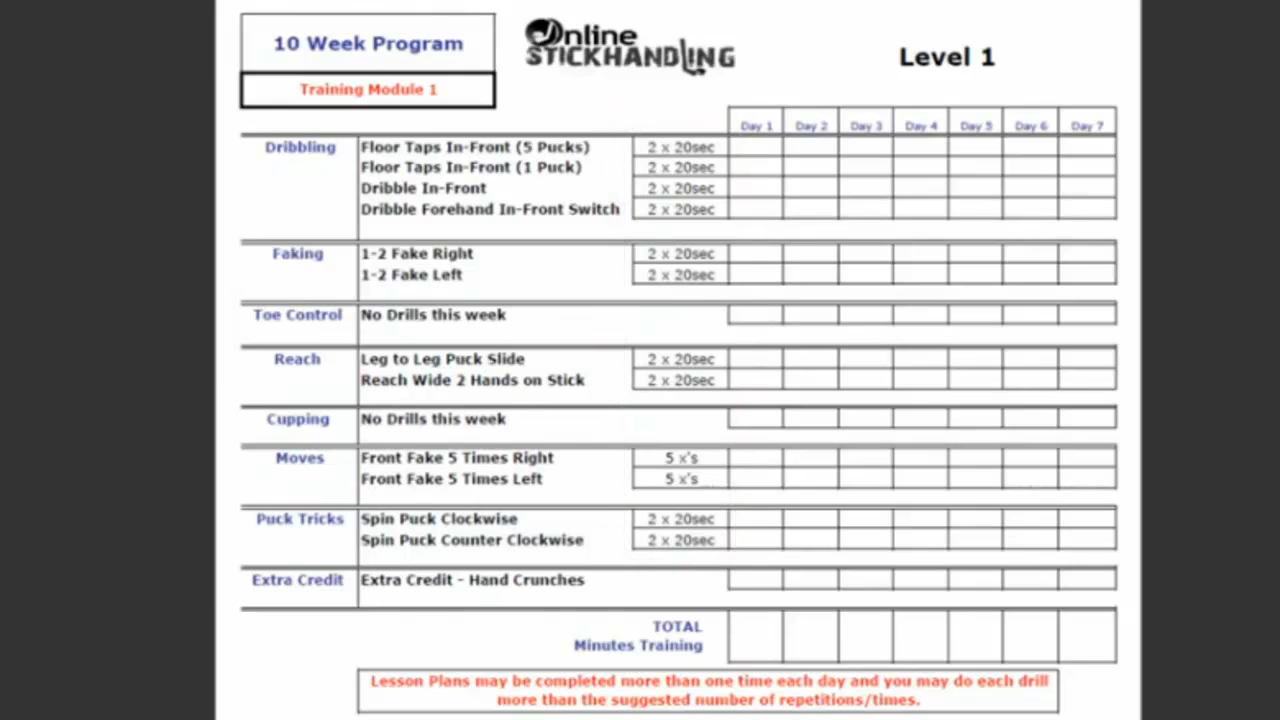 10 Week Program
Online
STICKHANDLING
Level 1
Training Module 1
Day 1 Day 2 Day 3 Day 4 Day 5 Day 6 Day 7
Dribbling Floor Taps In-Front (5 Pucks) 2 x 20sec
Floor Taps In-Front (1 Puck) 2 x 20sec
Dribble In-Front 2 x 20sec
Dribble Forehand In-Front Switch 2 x 20sec
Faking 1-2 Fake Right 2 x 20sec
1-2 Fake Left 2 x 20sec
Toe Control No Drills this week
Reach Leg to Leg Puck Slide 2 x 20sec
Reach Wide 2 Hands on Stick 2 x 20sec
Cupping No Drills this week
Moves Front Fake 5 Times Right 5 x's
Front Fake 5 Times Left 5 x's
Puck Tricks Spin Puck Clockwise 2 x 20sec
Spin Puck Counter Clockwise 2 x 20sec
Extra Credit Extra Credit - Hand Crunches
TOTAL
Minutes Training
Lesson Plans may be completed more than one time each day and you may do each drill
more than the suggested number of repetitions/times.